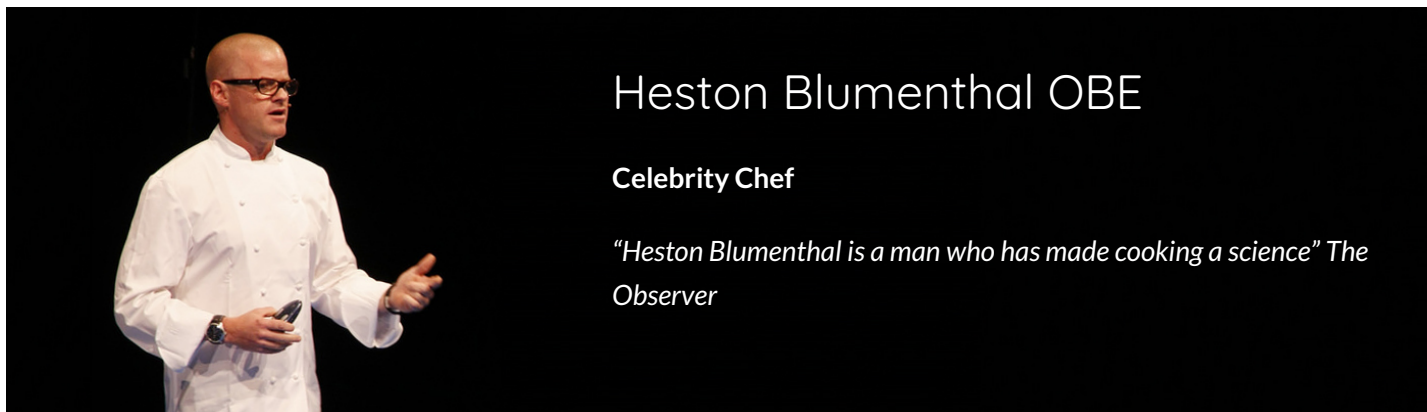 Heston Blumenthal OBE
Celebrity Chef
“Heston Blumenthal is a man who has made cooking a science” The
Observer